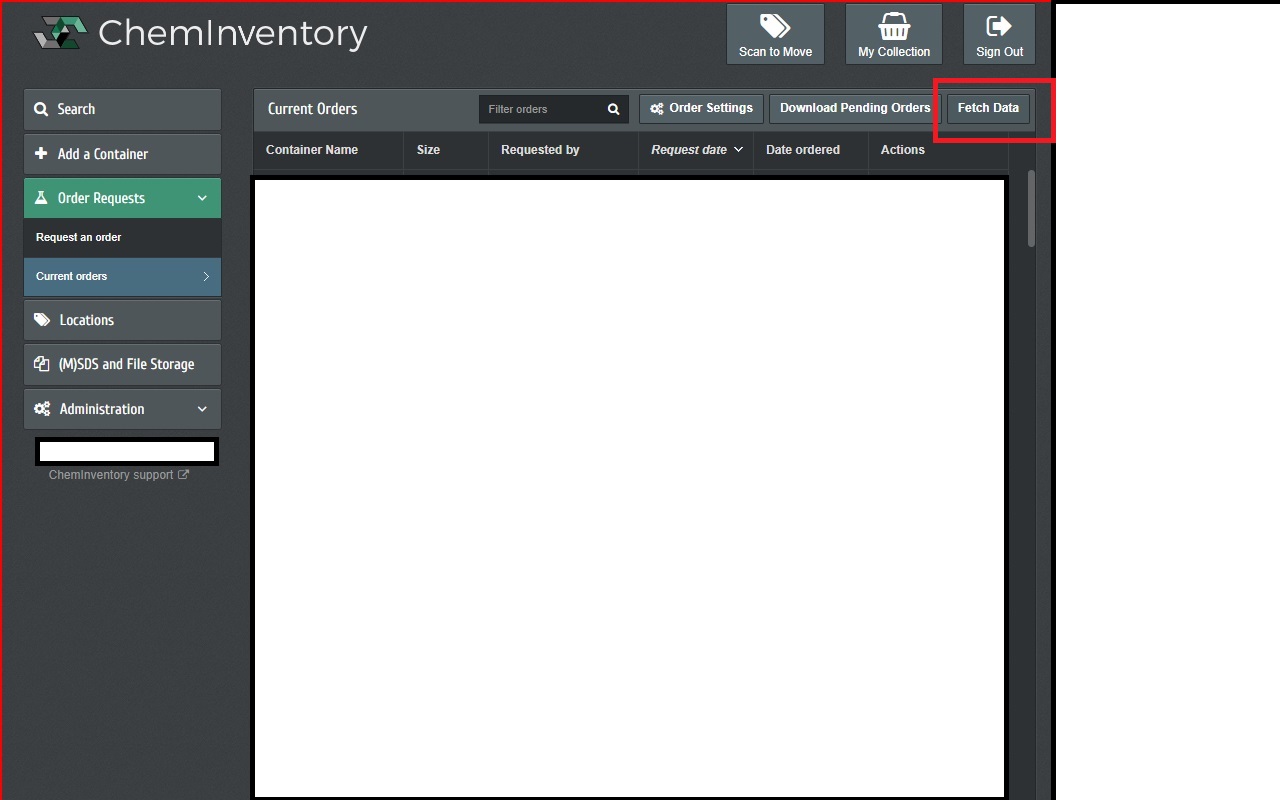 ChemInventory
Scan to Move
My Collection
Sign Out
Search
Add a Container
Order Requests
Request an order
Current orders
Locations
(M)SDS and File Storage
Administration
ChemInventory support
Current Orders
Filter orders
Order Settings
Download Pending Orders
Fetch Data
Container Name Size Requested by Request date Date ordered Actions